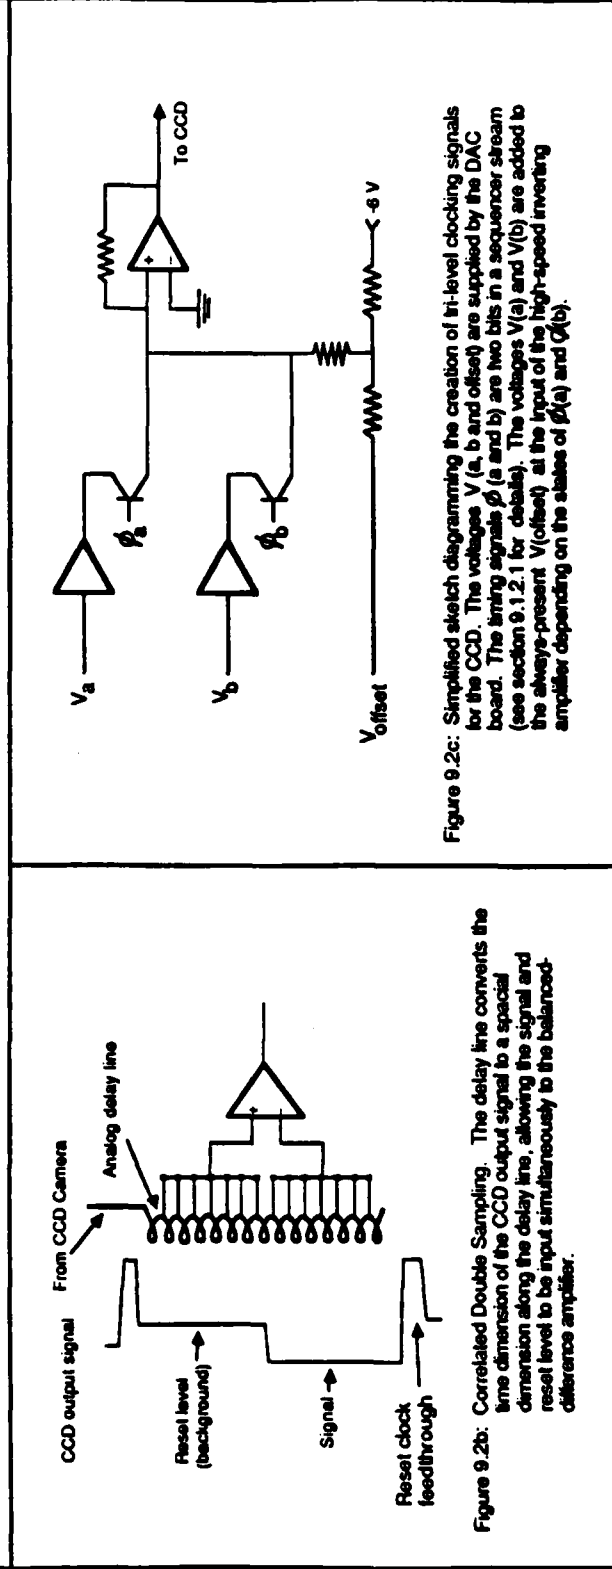 CCD output signal
From CCD Camera
Analog delay line
Reset level
(background)
Signal
Reset clock
feedthrough
+
−
Figure 9.2b: Correlated Double Sampling. The delay line converts the
time dimension of the CCD output signal to a spacial
dimension along the delay line, allowing the signal and
reset level to be input simultaneously to the balanced-
difference amplifier.
Va
Vb
Voffset
ø a
ø b
+
−
To CCD
-6 V
Figure 9.2c: Simplified sketch diagramming the creation of tri-level clocking signals
for the CCD. The voltages V (a, b and offset) are supplied by the DAC
board. The timing signals Ø (a and b) are two bits in a sequencer stream
(see section 9.1.2.1 for details). The voltages V(a) and V(b) are added to
the always-present V(offset) at the input of the high-speed inverting
amplifier depending on the states of Ø(a) and Ø(b).